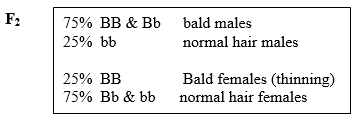 F2
75% BB & Bb bald males
25% bb normal hair males
25% BB Bald females (thinning)
75% Bb & bb normal hair females